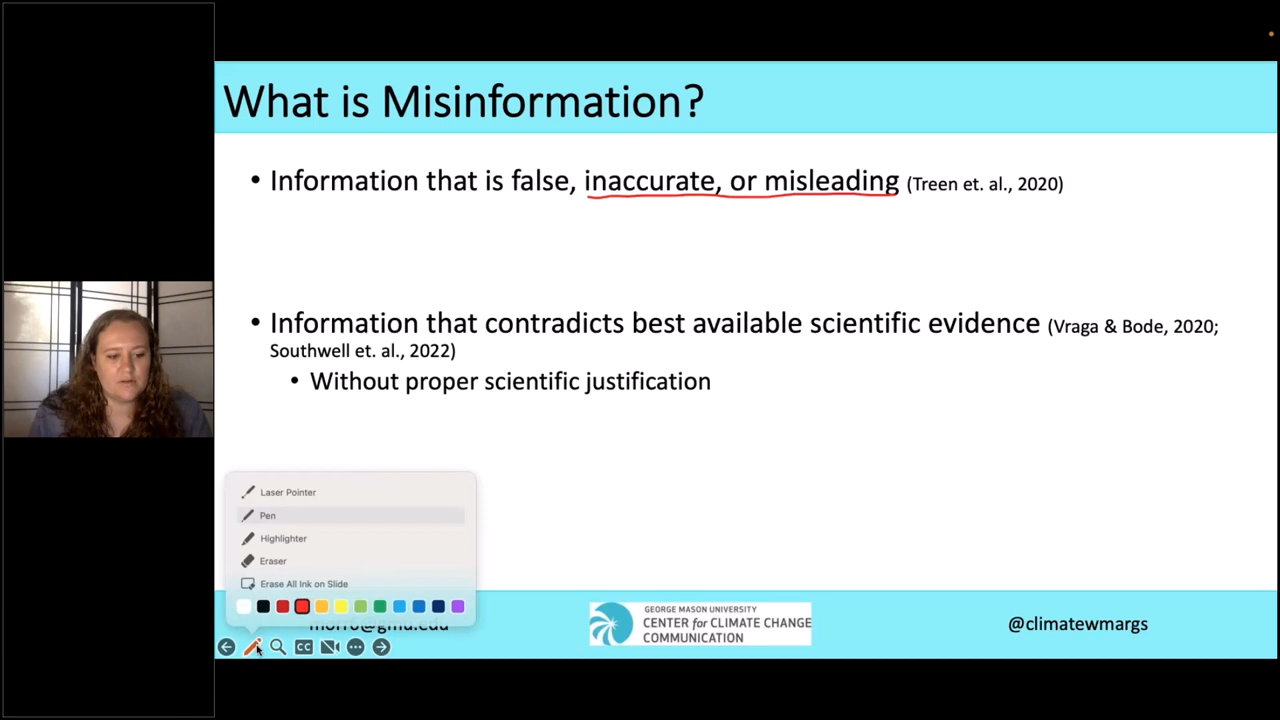 What is Misinformation?
• Information that is false, inaccurate, or misleading (Treen et. al., 2020)
• Information that contradicts best available scientific evidence (Vraga & Bode, 2020;
Southwell et. al., 2022)
• Without proper scientific justification
Laser Pointer
Pen
Highlighter
Eraser
Erase All Ink on Slide
GEORGE MASON UNIVERSITY
CENTER for CLIMATE CHANGE
COMMUNICATION
@climatewmargs
CC